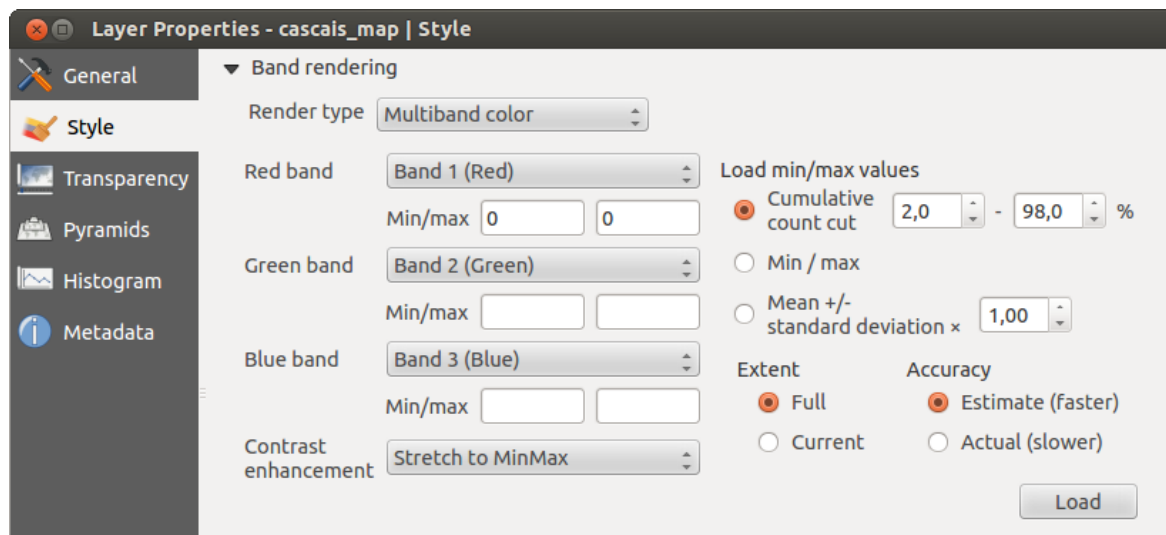 Layer Properties - cascais_map | Style
General
Style
Transparency
Pyramids
Histogram
Metadata
Band rendering
Render type Multiband color
Red band Band 1 (Red)
Min/max 0 0
Green band Band 2 (Green)
Min/max
Blue band Band 3 (Blue)
Min/max
Contrast
enhancement Stretch to MinMax
Load min/max values
Cumulative
count cut 2,0 - 98,0 %
Min / max
Mean +/-
standard deviation × 1,00
Extent Accuracy
Full Estimate (faster)
Current Actual (slower)
Load